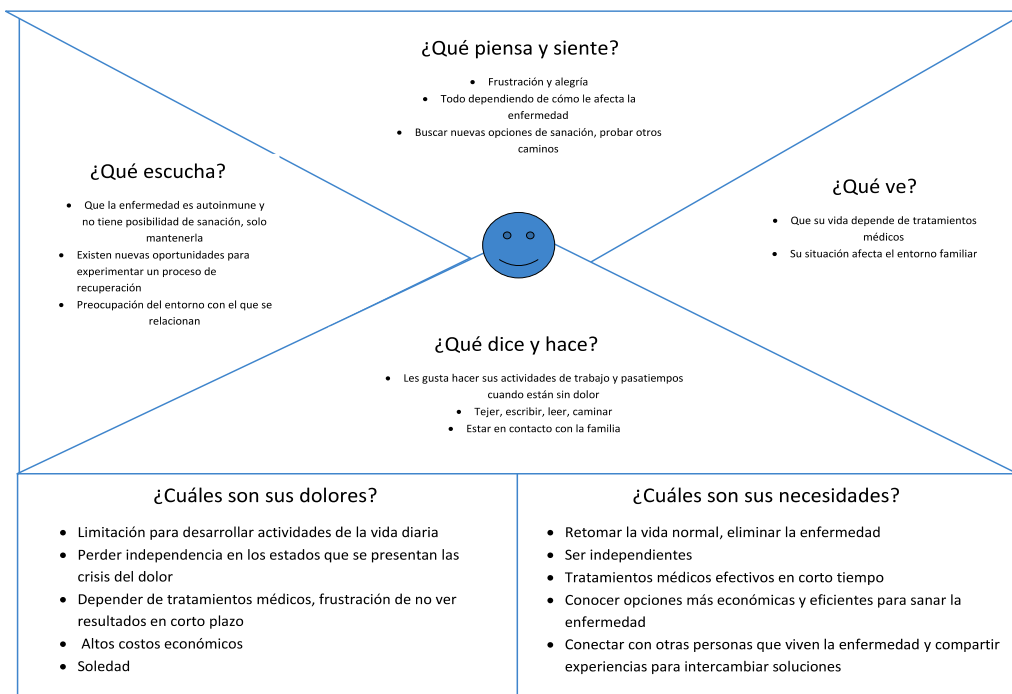 ¿Qué piensa y siente?
• Frustración y alegría
• Todo dependiendo de cómo le afecta la
enfermedad
• Buscar nuevas opciones de sanación, probar otros
caminos
¿Qué escucha?
• Que la enfermedad es autoinmune y
no tiene posibilidad de sanación, solo
mantenerla
• Existen nuevas oportunidades para
experimentar un proceso de
recuperación
• Preocupación del entorno con el que se
relacionan
¿Qué ve?
• Que su vida depende de tratamientos
médicos
• Su situación afecta el entorno familiar
¿Qué dice y hace?
• Les gusta hacer sus actividades de trabajo y pasatiempos
cuando están sin dolor
• Tejer, escribir, leer, caminar
• Estar en contacto con la familia
¿Cuáles son sus dolores?
• Limitación para desarrollar actividades de la vida diaria
• Perder independencia en los estados que se presentan las
crisis del dolor
• Depender de tratamientos médicos, frustración de no ver
resultados en corto plazo
• Altos costos económicos
• Soledad
¿Cuáles son sus necesidades?
• Retomar la vida normal, eliminar la enfermedad
• Ser independientes
• Tratamientos médicos efectivos en corto tiempo
• Conocer opciones más económicas y eficientes para sanar la
enfermedad
• Conectar con otras personas que viven la enfermedad y compartir
experiencias para intercambiar soluciones